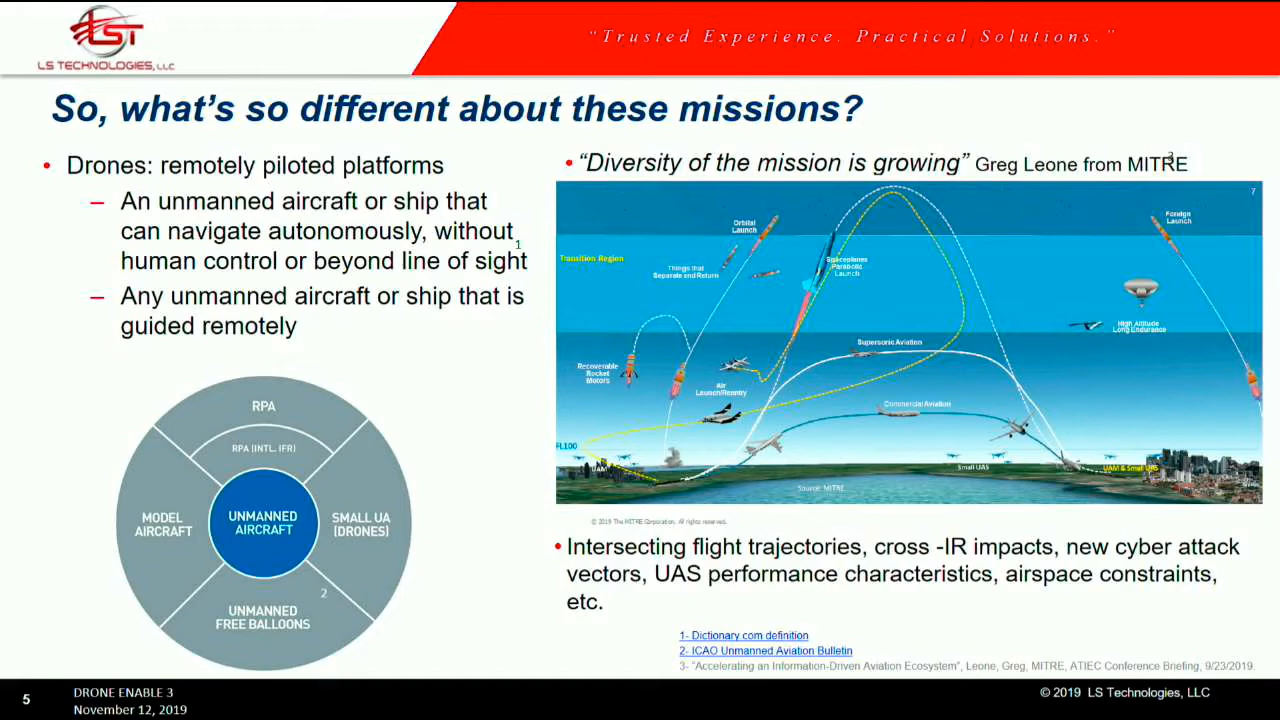 LST
LS TECHNOLOGIES, LLC
“Trusted Experience. Practical Solutions.”
So, what’s so different about these missions?
• Drones: remotely piloted platforms
– An unmanned aircraft or ship that
can navigate autonomously, without
human control or beyond line of sight 1
– Any unmanned aircraft or ship that is
guided remotely
RPA
RPA (INTL. IFR)
MODEL
AIRCRAFT
UNMANNED
AIRCRAFT
SMALL UA
(DRONES)
2
UNMANNED
FREE BALLOONS
• “Diversity of the mission is growing” Greg Leone from MITRE 3
7
Orbital
Launch
Foreign
Launch
Transition Region
Things that
Separate and Return
Spaceplanes
Parabolic
Launch
High Altitude
Long Endurance
Supersonic Aviation
Recoverable
Rocket
Motors
Air
Launch/Reentry
Commercial Aviation
FL100
UAM
Small UAS
UAM & Small UAS
Source: MITRE
© 2019 The MITRE Corporation. All rights reserved.
• Intersecting flight trajectories, cross -IR impacts, new cyber attack
vectors, UAS performance characteristics, airspace constraints,
etc.
1- Dictionary com definition
2- ICAO Unmanned Aviation Bulletin
3- “Accelerating an Information-Driven Aviation Ecosystem”, Leone, Greg, MITRE, ATIEC Conference Briefing, 9/23/2019.
5
DRONE ENABLE 3
November 12, 2019
© 2019 LS Technologies, LLC